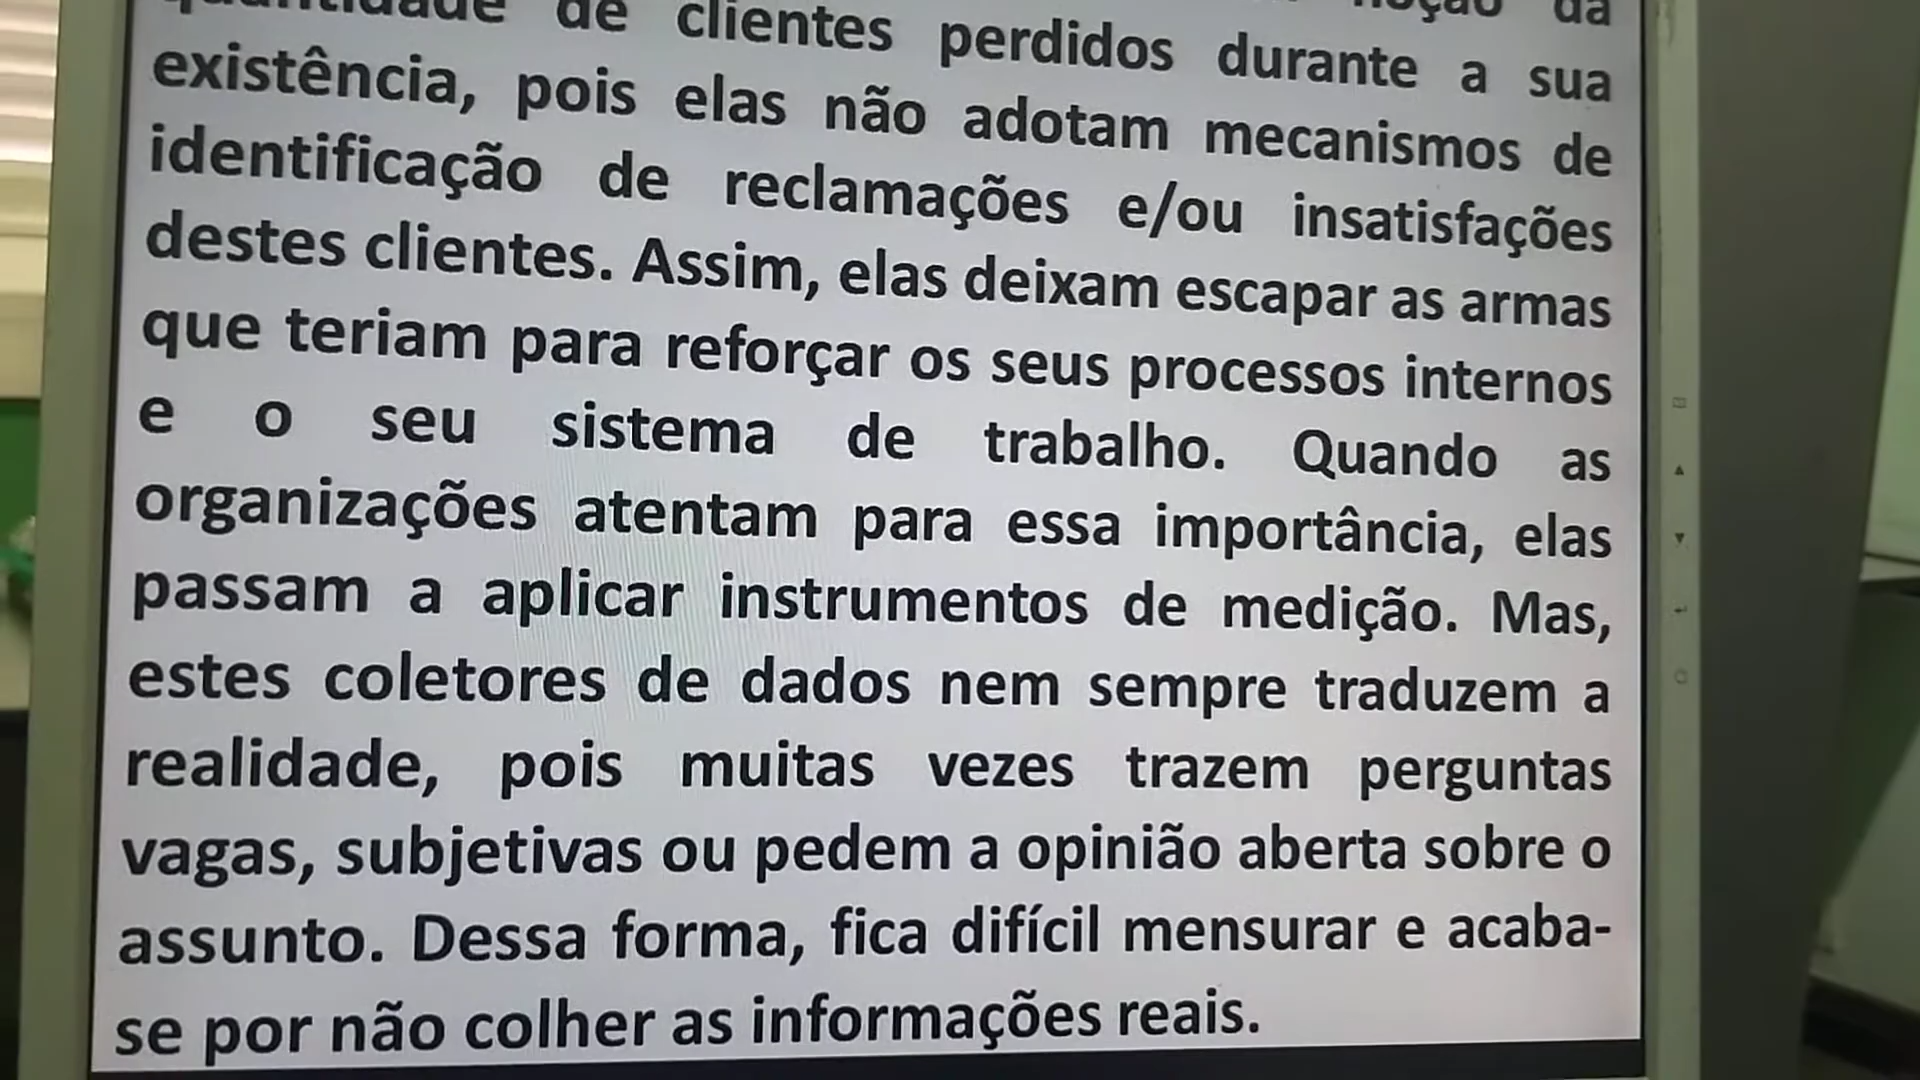 noção da
quantidade de clientes perdidos durante a sua
existência, pois elas não adotam mecanismos de
identificação de reclamações e/ou insatisfações
destes clientes. Assim, elas deixam escapar as armas
que teriam para reforçar os seus processos internos
e o seu sistema de trabalho. Quando as
organizações atentam para essa importância, elas
passam a aplicar instrumentos de medição. Mas,
estes coletores de dados nem sempre traduzem a
realidade, pois muitas vezes trazem perguntas
vagas, subjetivas ou pedem a opinião aberta sobre o
assunto. Dessa forma, fica difícil mensurar e acaba-
se por não colher as informações reais.